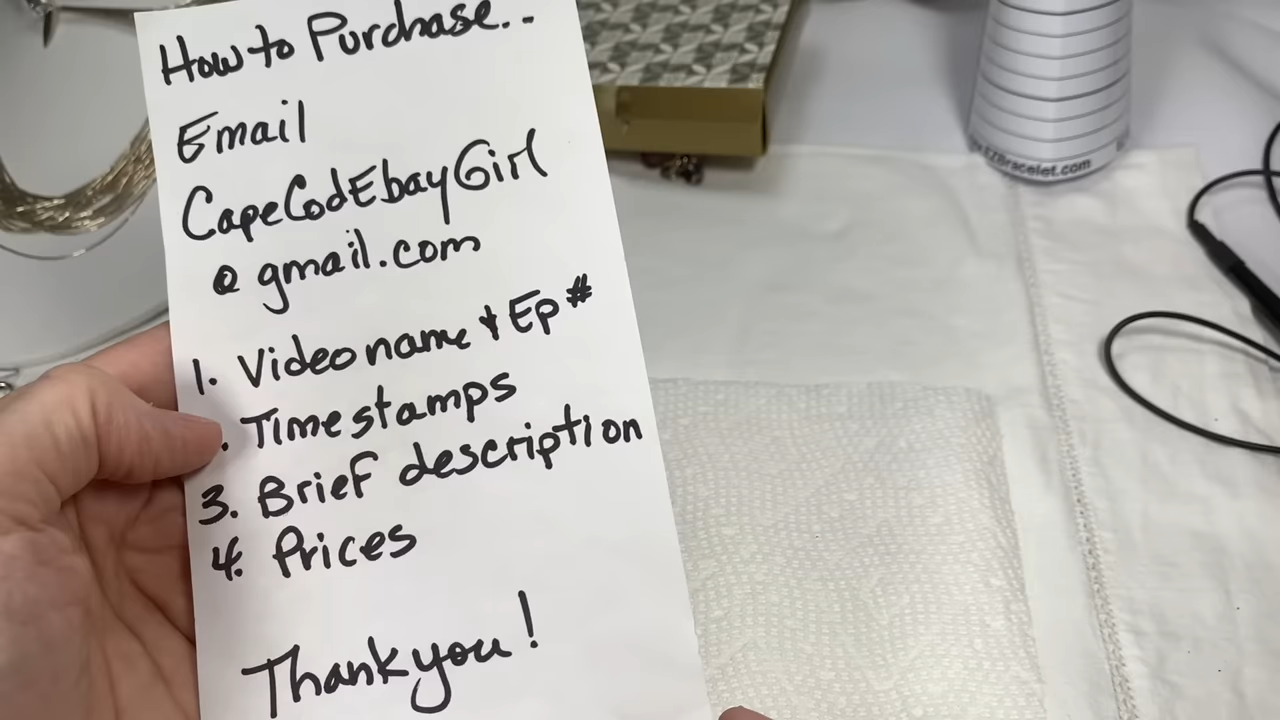 How to Purchase..
Email
CapeCodEbayGirl
@ gmail.com
1. Video name & Ep #
. Timestamps
3. Brief description
4. Prices
Thank you!
EZBracelet.com